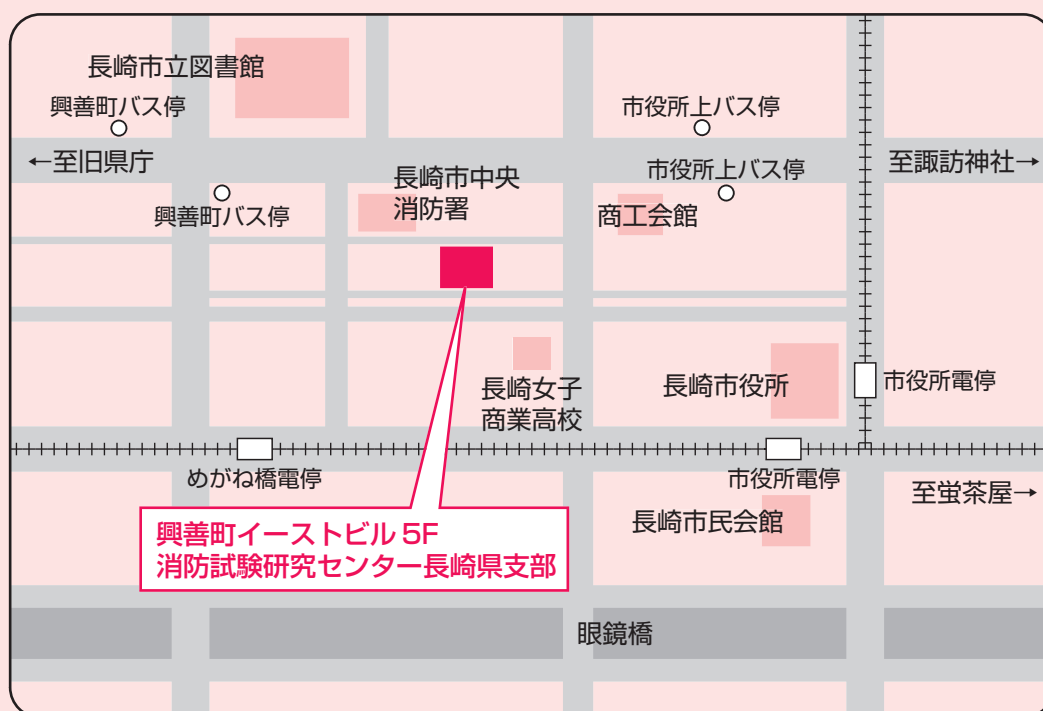 長崎市立図書館
興善町バス停
市役所上バス停
←至旧県庁
長崎市中央
消防署
市役所上バス停
至諏訪神社→
興善町バス停
商工会館
長崎女子
商業高校
長崎市役所
市役所電停
めがね橋電停
市役所電停
至蛍茶屋→
長崎市民会館
興善町イーストビル 5F
消防試験研究センター長崎県支部
眼鏡橋